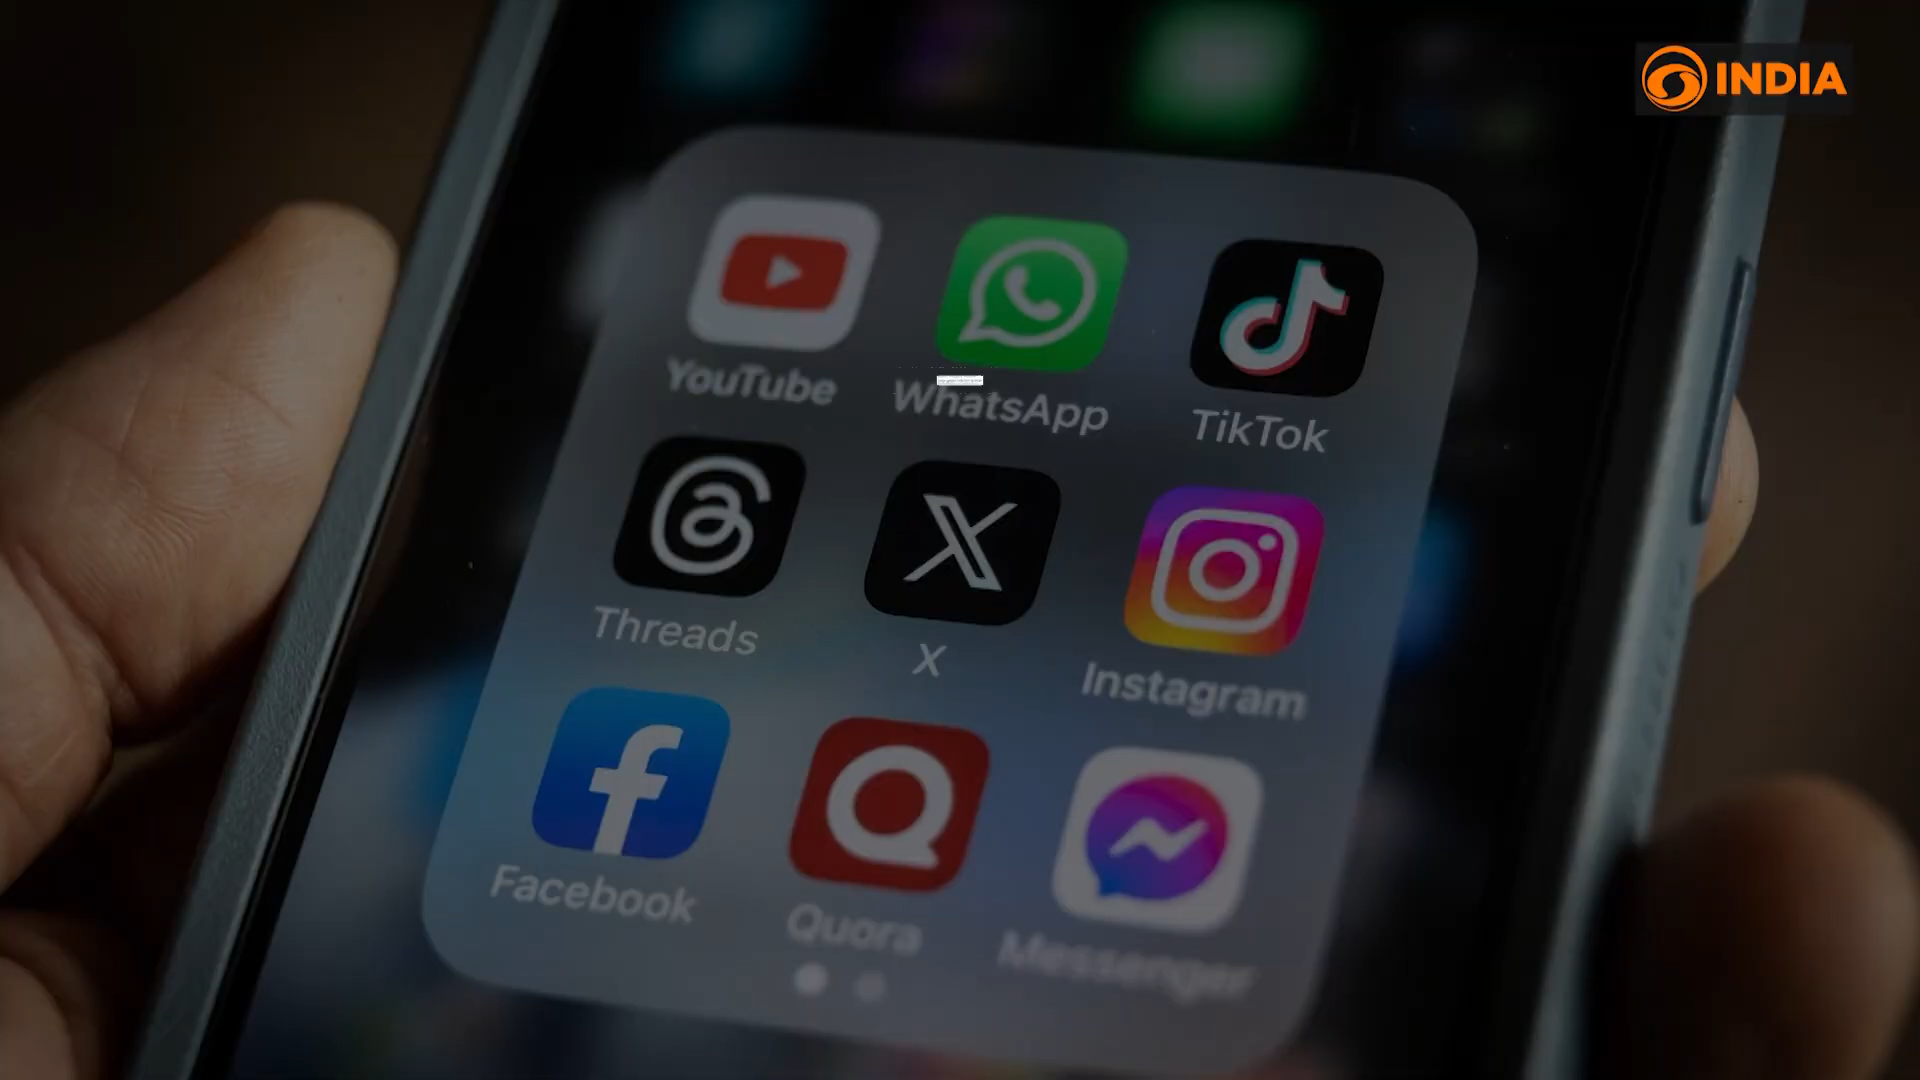 INDIA
YouTube WhatsApp TikTok
Threads X Instagram
Facebook Quora Messenger